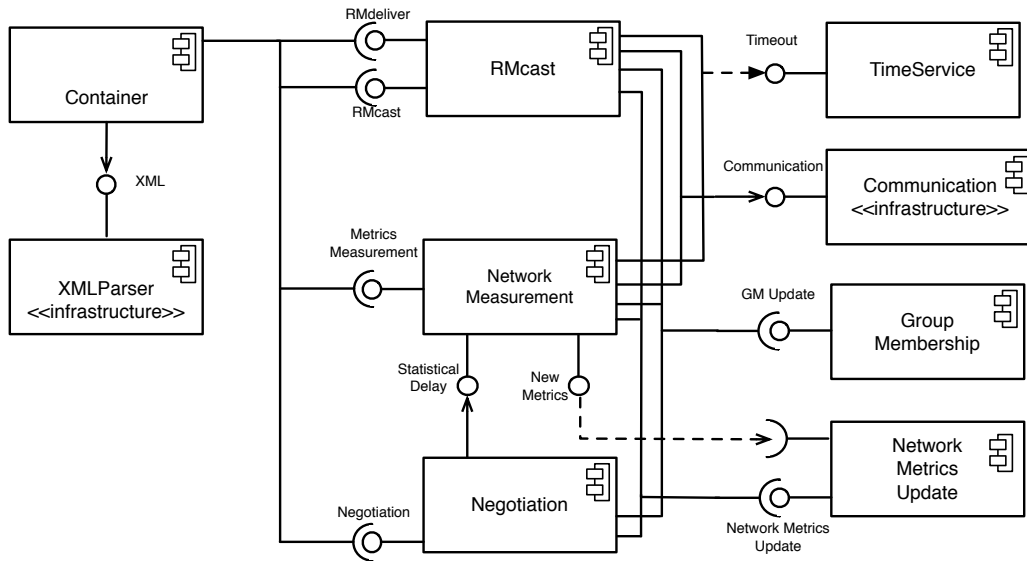 RMdeliver
Container
RMcast
RMcast
Timeout
TimeService
XML
Communication
Communication
<<infrastructure>>
XMLParser
<<infrastructure>>
Metrics
Measurement
Network
Measurement
GM Update
Group
Membership
Statistical
Delay
New
Metrics
Negotiation
Negotiation
Network
Metrics
Update
Network Metrics
Update